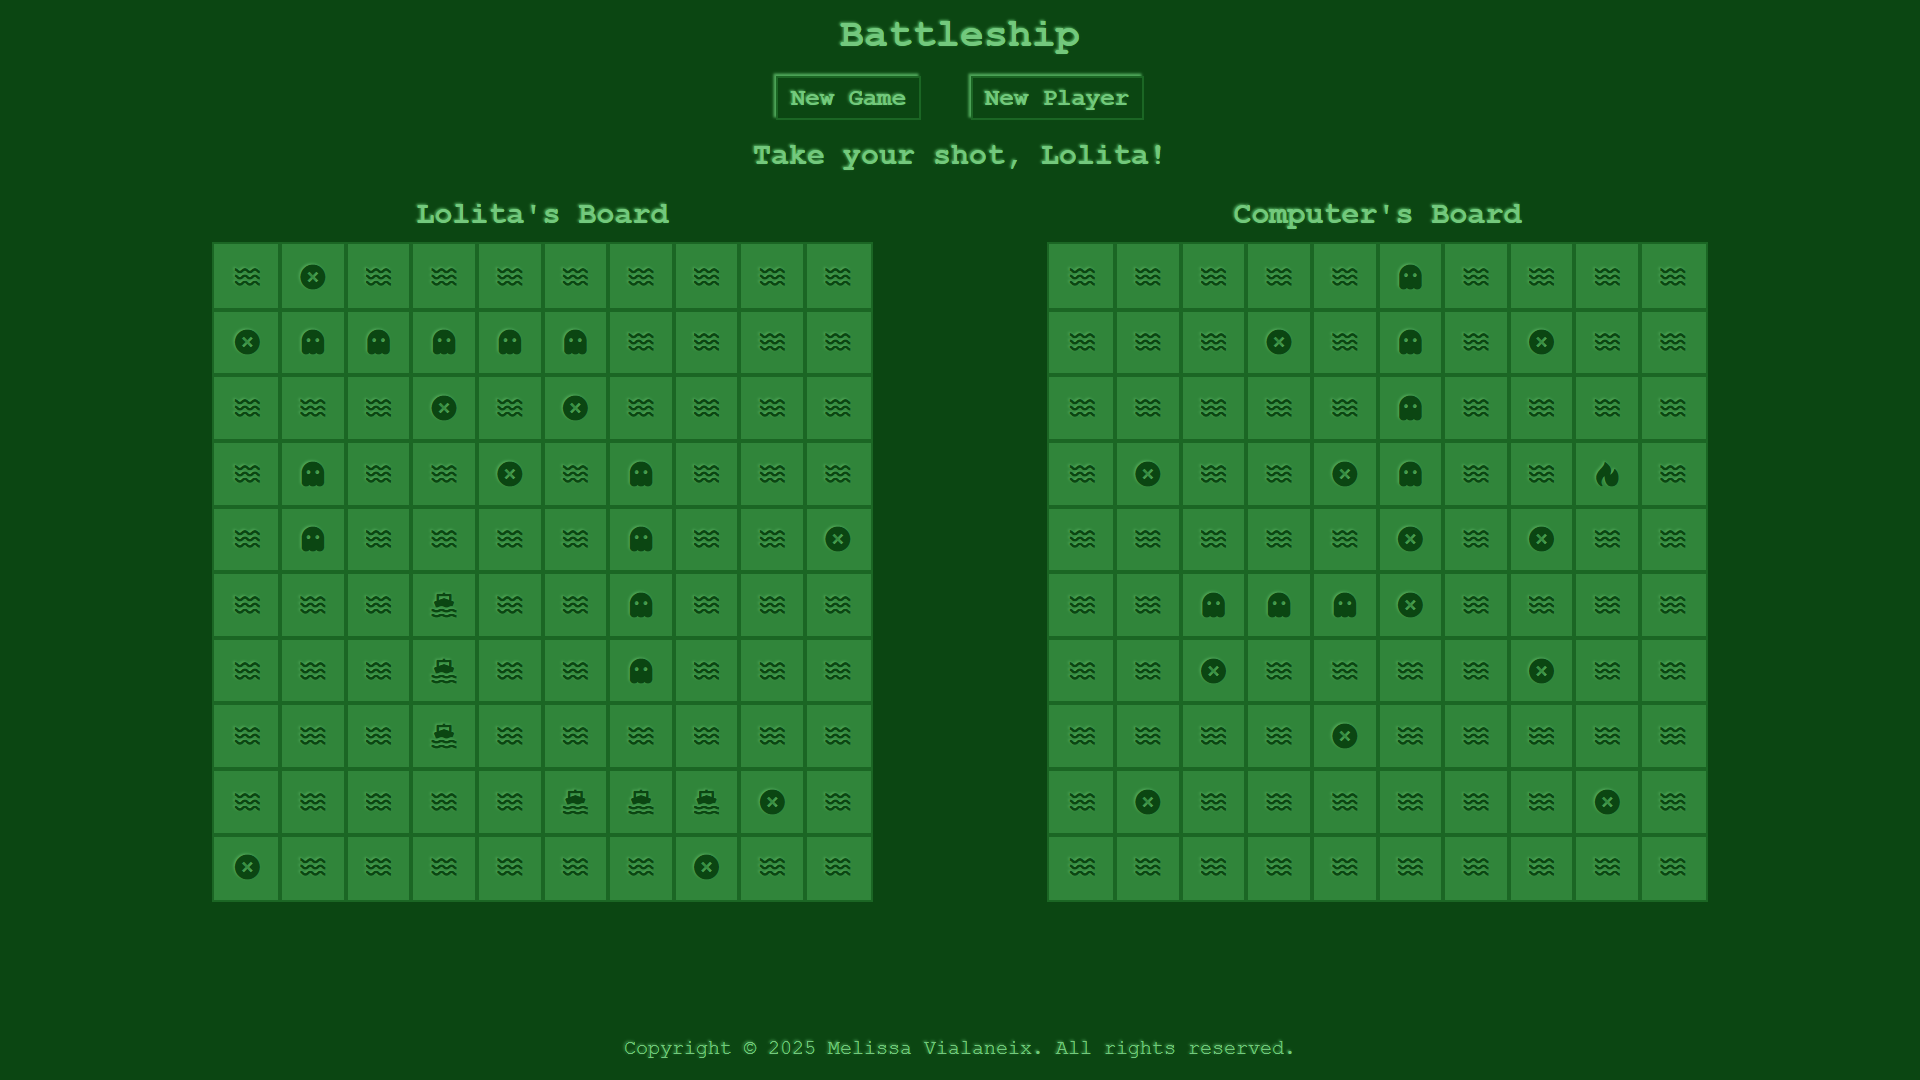 Battleship
New Game
New Player
Take your shot, Lolita!
Lolita's Board
Computer's Board
Copyright © 2025 Melissa Vialaneix. All rights reserved.